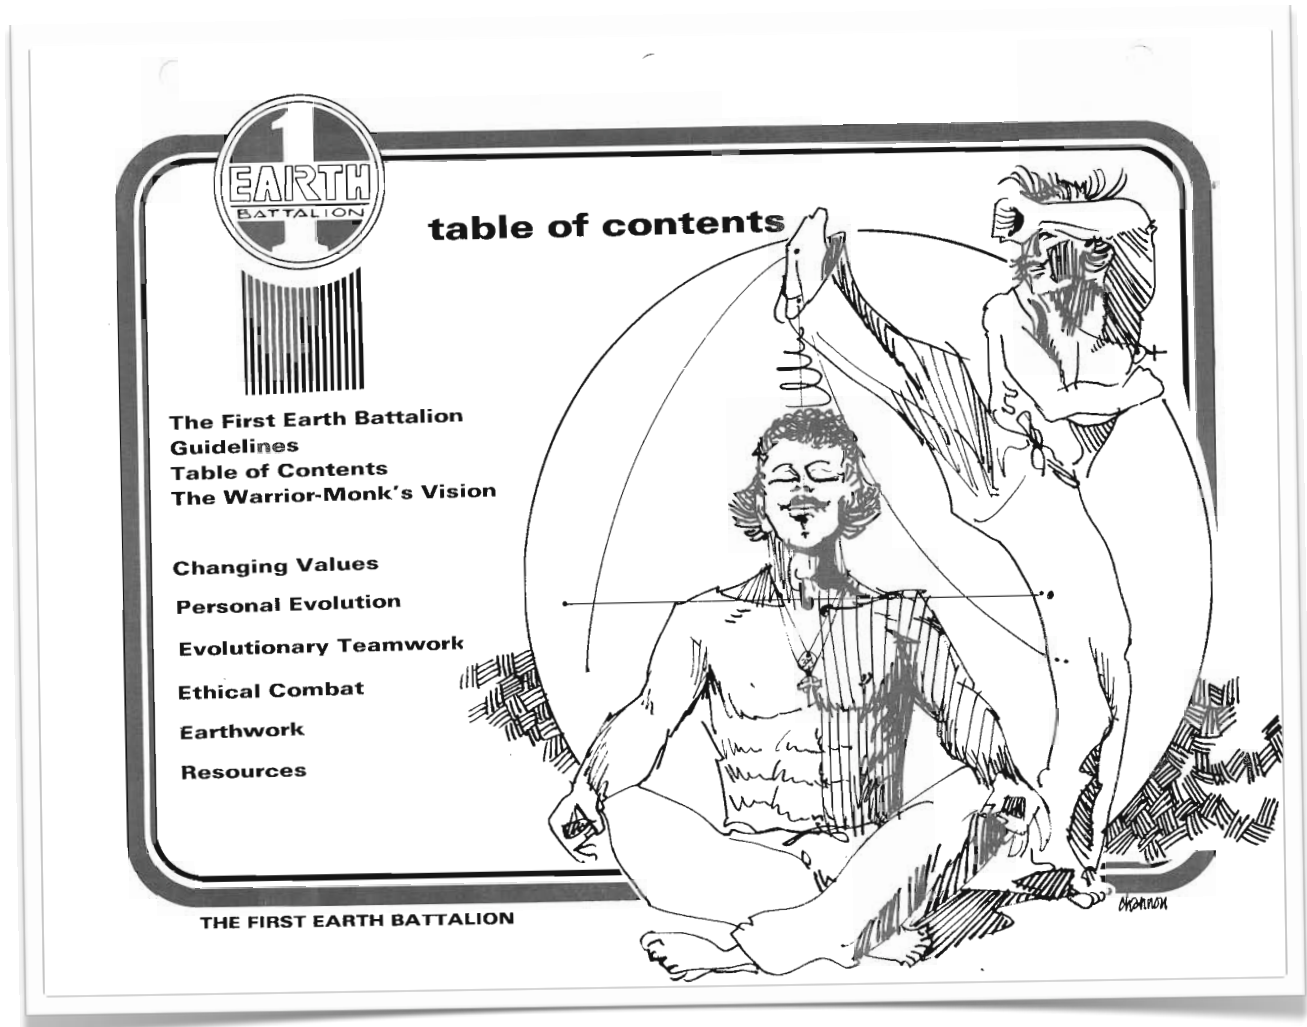 1
EARTH
BATTALION
table of contents
The First Earth Battalion
Guidelines
Table of Contents
The Warrior-Monk's Vision
Changing Values
Personal Evolution
Evolutionary Teamwork
Ethical Combat
Earthwork
Resources
channon
THE FIRST EARTH BATTALION